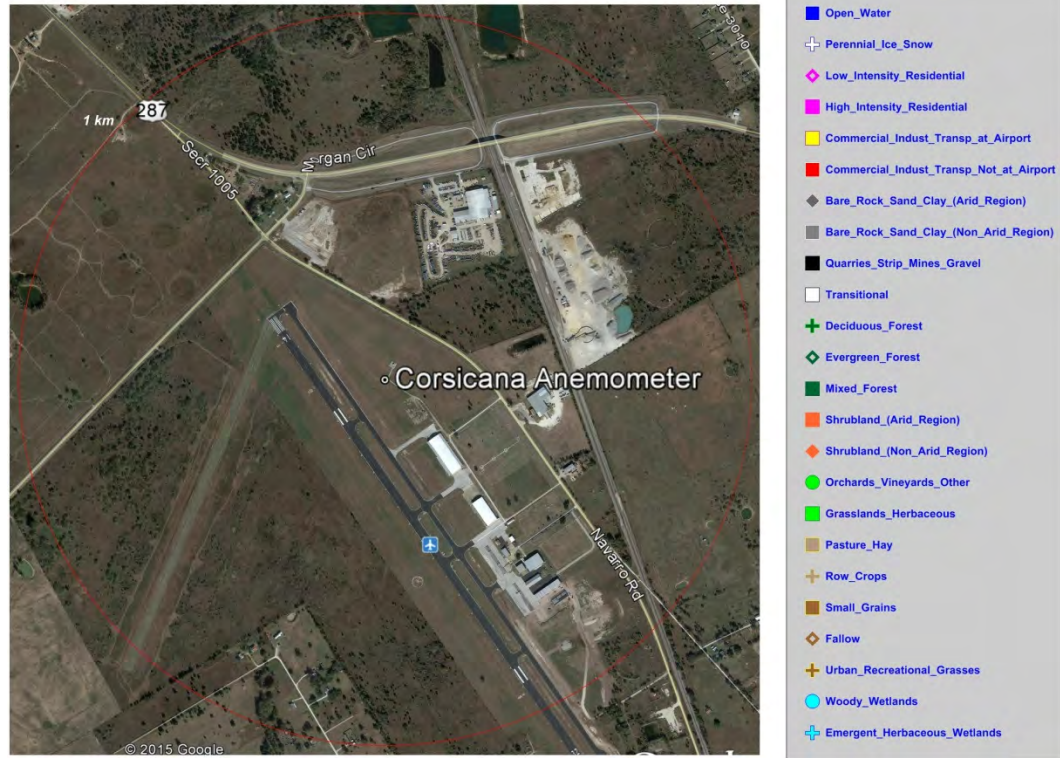 3010
287
1 km
Secr 1005
Morgan Cir
Corsicana Anemometer
Navarro Rd
© 2015 Google
Open_Water
Perennial_Ice_Snow
Low_Intensity_Residential
High_Intensity_Residential
Commercial_Indust_Transp_at_Airport
Commercial_Indust_Transp_Not_at_Airport
Bare_Rock_Sand_Clay_(Arid_Region)
Bare_Rock_Sand_Clay_(Non_Arid_Region)
Quarries_Strip_Mines_Gravel
Transitional
Deciduous_Forest
Evergreen_Forest
Mixed_Forest
Shrubland_(Arid_Region)
Shrubland_(Non_Arid_Region)
Orchards_Vineyards_Other
Grasslands_Herbaceous
Pasture_Hay
Row_Crops
Small_Grains
Fallow
Urban_Recreational_Grasses
Woody_Wetlands
Emergent_Herbaceous_Wetlands